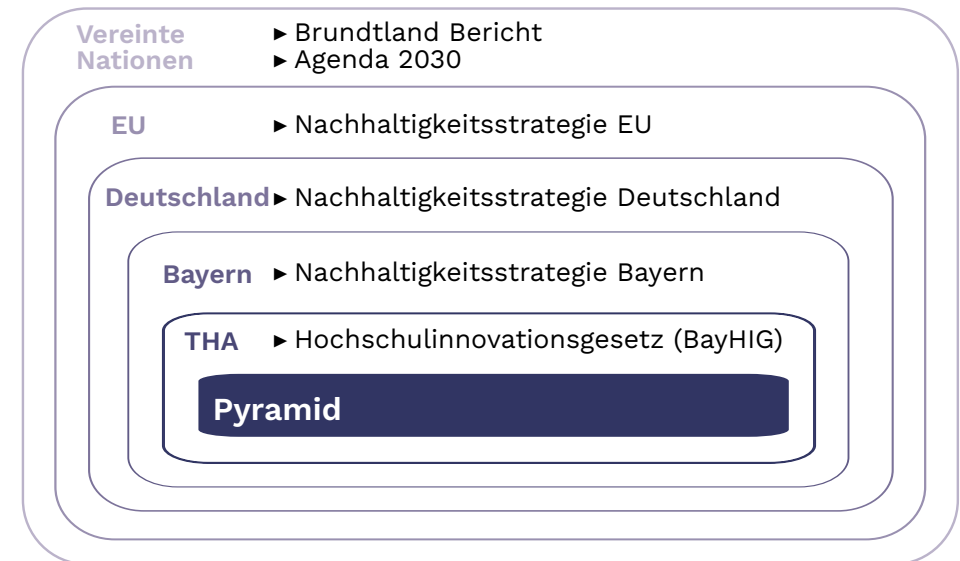 Vereinte ▸ Brundtland Bericht
Nationen ▸ Agenda 2030
EU ▸ Nachhaltigkeitsstrategie EU
Deutschland ▸ Nachhaltigkeitsstrategie Deutschland
Bayern ▸ Nachhaltigkeitsstrategie Bayern
THA ▸ Hochschulinnovationsgesetz (BayHIG)
Pyramid